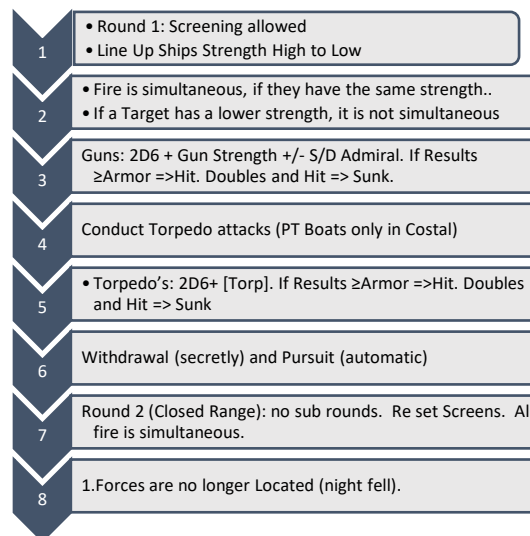 1
• Round 1: Screening allowed
• Line Up Ships Strength High to Low
2
• Fire is simultaneous, if they have the same strength..
• If a Target has a lower strength, it is not simultaneous
3
Guns: 2D6 + Gun Strength +/- S/D Admiral. If Results
≥Armor =>Hit. Doubles and Hit => Sunk.
4
Conduct Torpedo attacks (PT Boats only in Costal)
5
• Torpedo's: 2D6+ [Torp]. If Results ≥Armor =>Hit. Doubles
and Hit => Sunk
6
Withdrawal (secretly) and Pursuit (automatic)
7
Round 2 (Closed Range): no sub rounds. Re set Screens. Al
fire is simultaneous.
8
1.Forces are no longer Located (night fell).